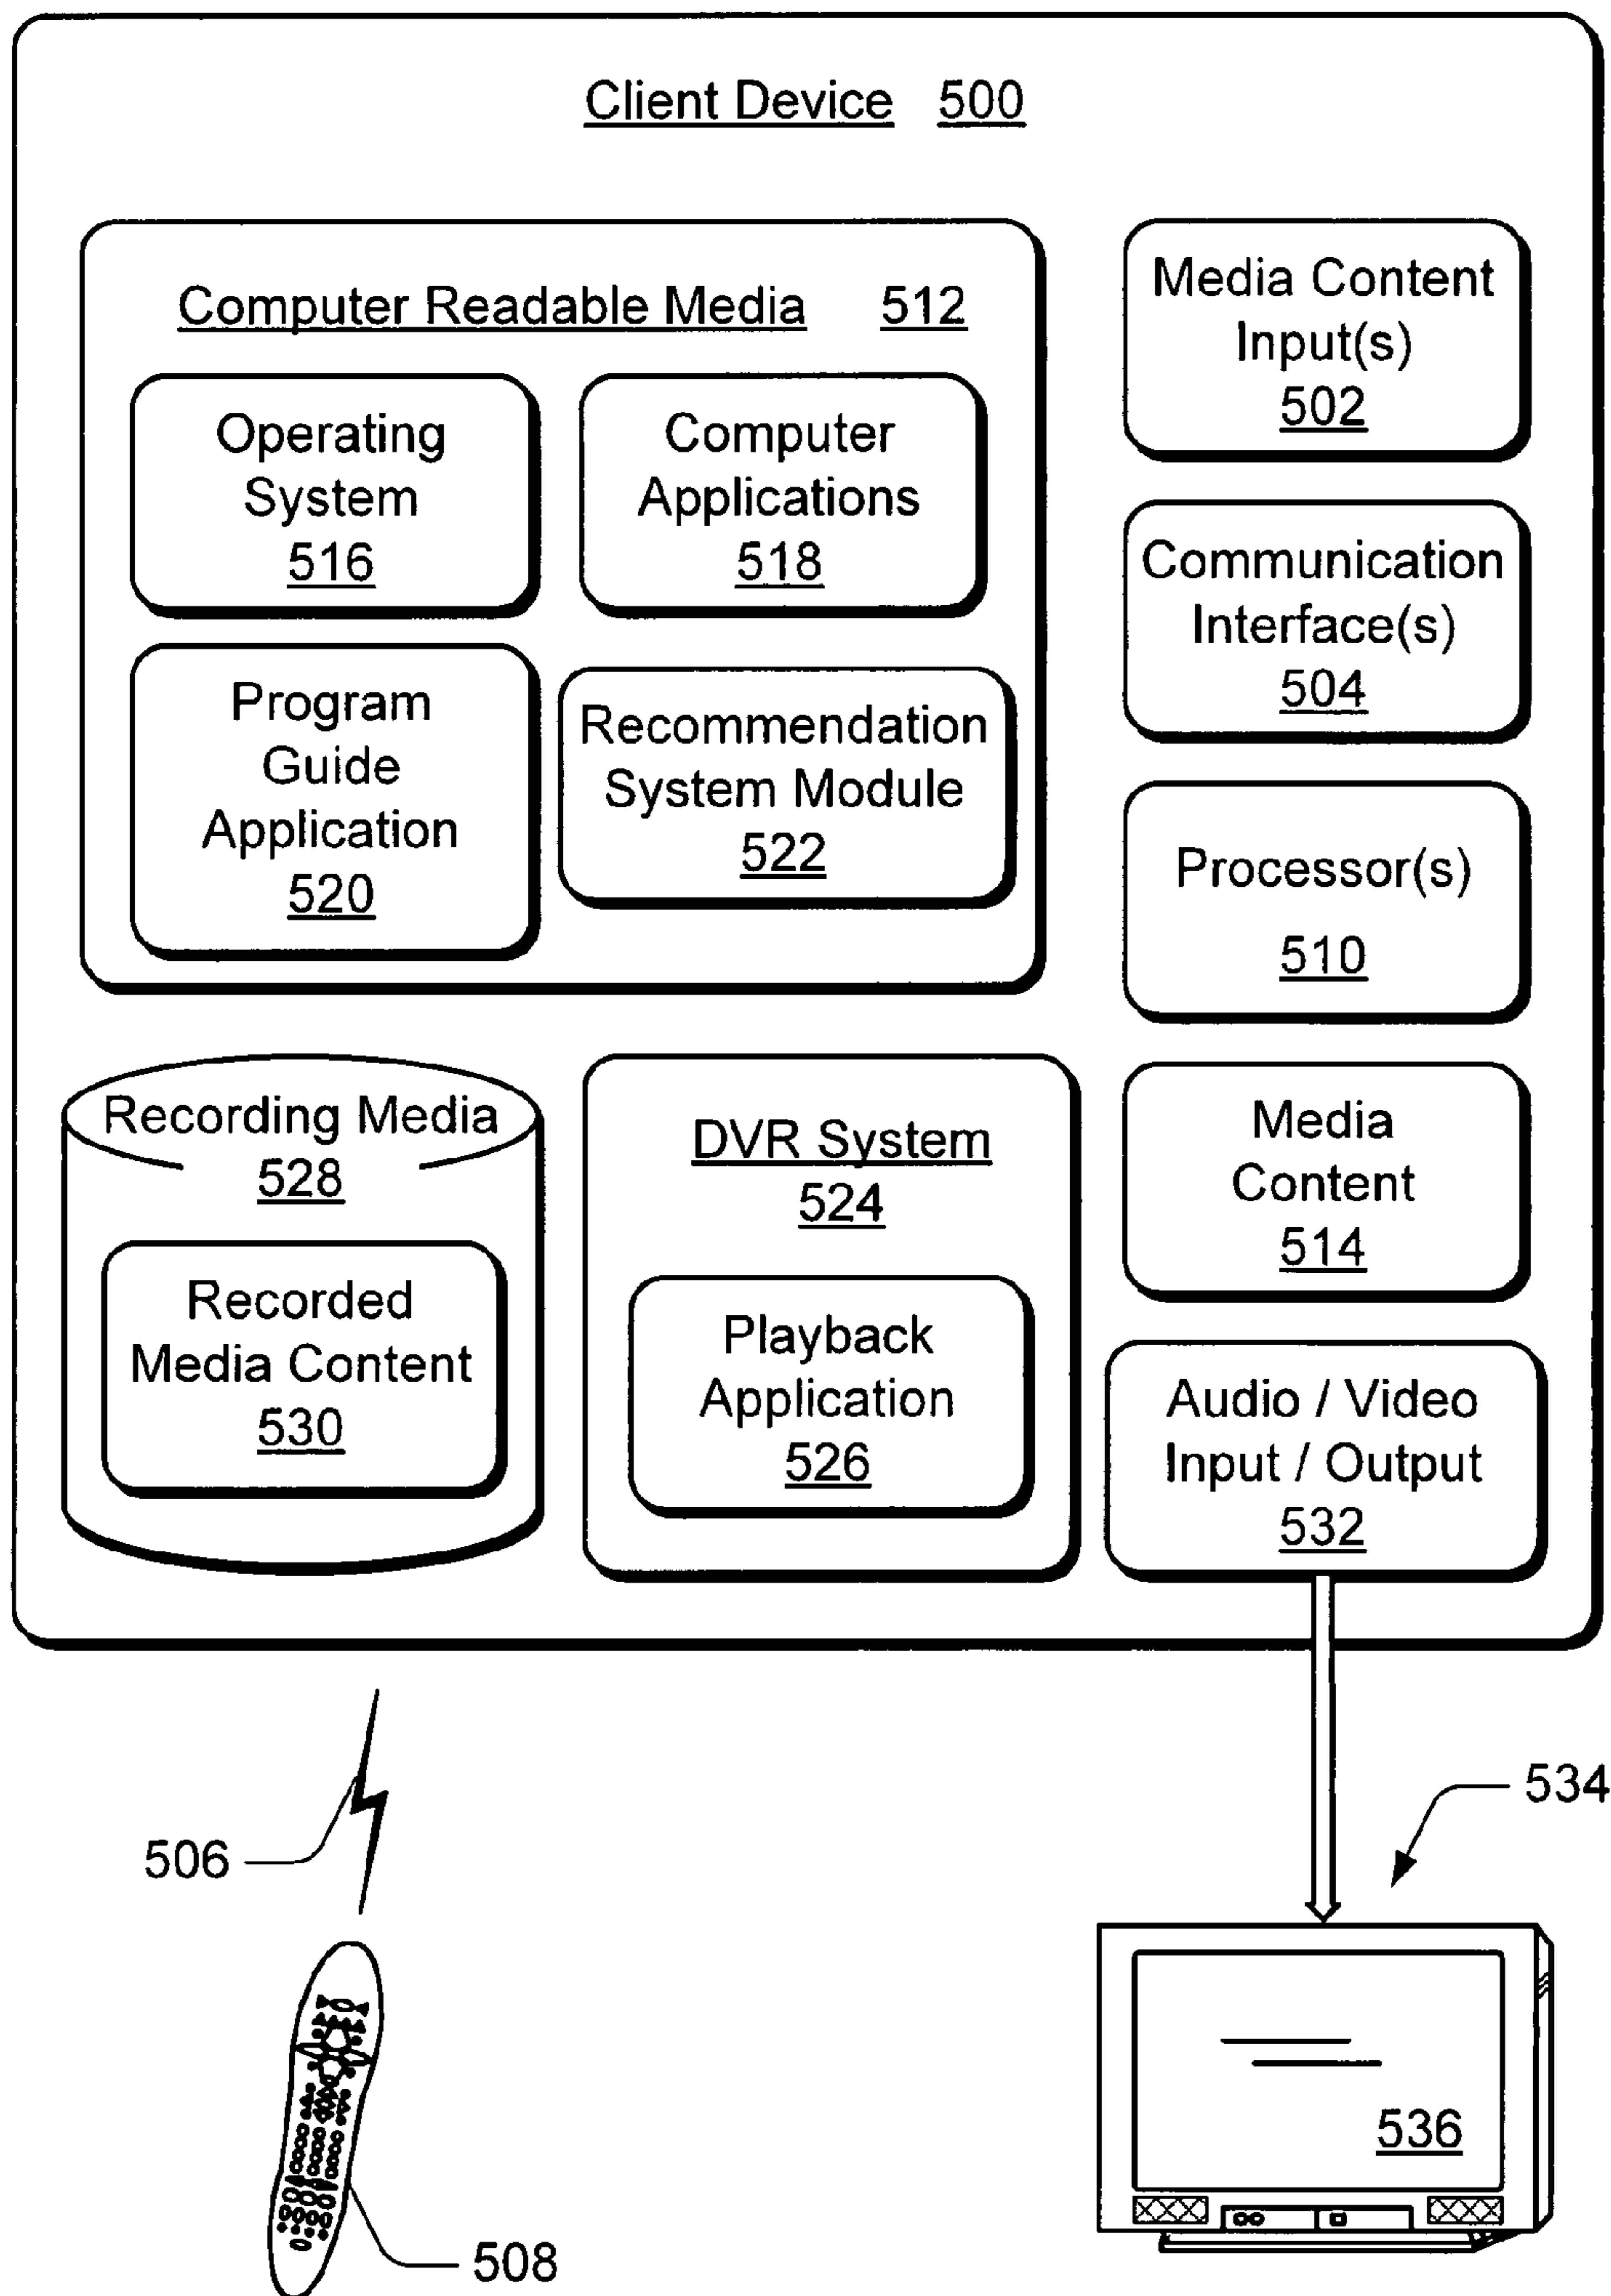 Client Device 500
Computer Readable Media 512
Operating
System
516
Computer
Applications
518
Program
Guide
Application
520
Recommendation
System Module
522
Media Content
Input(s)
502
Communication
Interface(s)
504
Processor(s)
510
Recording Media
528
Recorded
Media Content
530
DVR System
524
Playback
Application
526
Media
Content
514
Audio / Video
Input / Output
532
506
508
534
536